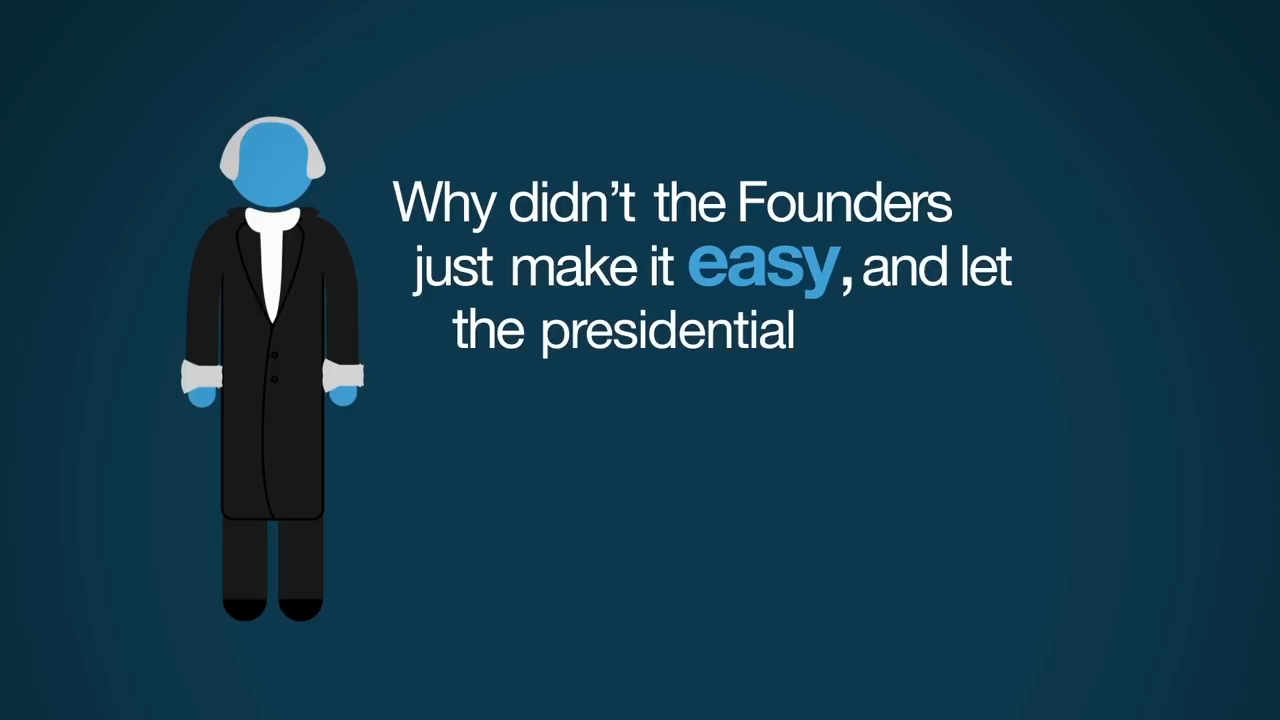 Why didn’t the Founders
just make it easy, and let
the presidential